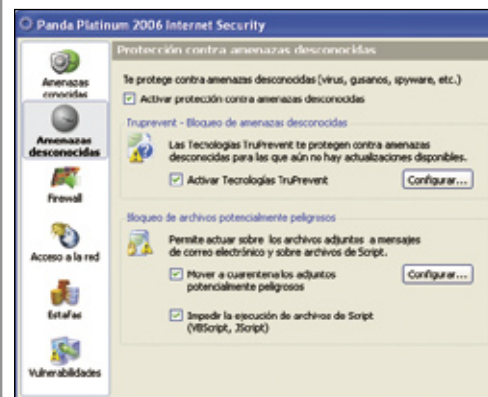 Panda Platinum 2006 Internet Security
Amenazas
conocidas
Amenazas
desconocidas
Firewall
Acceso a la red
Estafas
Vulnerabilidades
Protección contra amenazas desconocidas
Te protege contra amenazas desconocidas (virus, gusanos, spyware, etc.)
Activar protección contra amenazas desconocidas
Truprevent - Bloqueo de amenazas desconocidas
Las Tecnologías TruPrevent te protegen contra amenazas
desconocidas para las que aún no hay actualizaciones disponibles.
Activar Tecnologías TruPrevent
Configurar...
Bloqueo de archivos potencialmente peligrosos
Permite actuar sobre los archivos adjuntos a mensajes
de correo electrónico y sobre archivos de Script.
Mover a cuarentena los adjuntos
potencialmente peligrosos
Configurar...
Impedir la ejecución de archivos de Script
(VBScript, JScript)